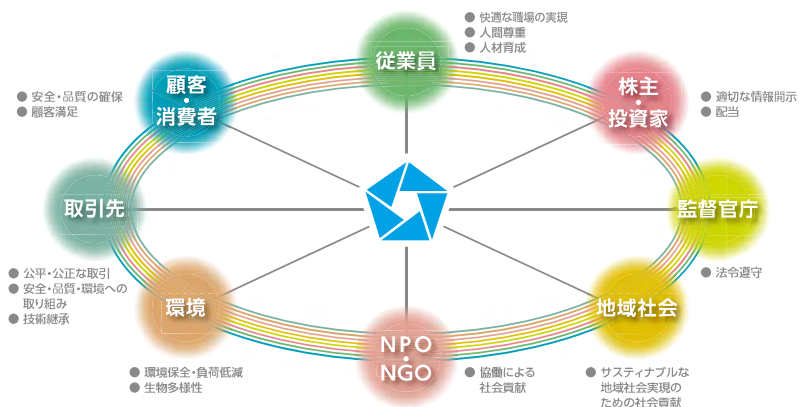 従業員
● 快適な職場の実現
● 人間尊重
● 人材育成
株主
・
投資家
● 適切な情報開示
● 配当
監督官庁
● 法令遵守
地域社会
● サスティナブルな
地域社会実現の
ための社会貢献
NPO
・
NGO
● 協働による
社会貢献
環境
● 環境保全・負荷低減
● 生物多様性
取引先
● 公平・公正な取引
● 安全・品質・環境への
取り組み
● 技術継承
顧客
・
消費者
● 安全・品質の確保
● 顧客満足